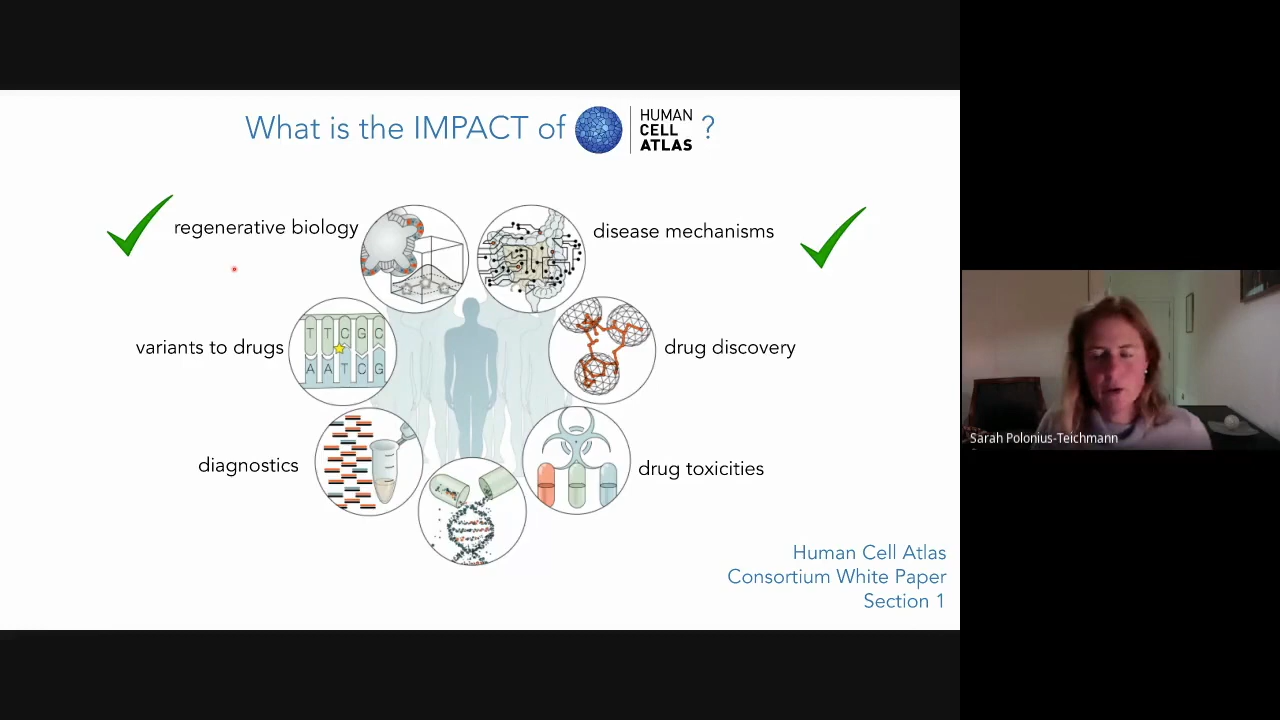 What is the IMPACT of HUMAN CELL ATLAS ?
regenerative biology
disease mechanisms
variants to drugs
T T C G C
A A T C G
drug discovery
diagnostics
drug toxicities
Human Cell Atlas
Consortium White Paper
Section 1
Sarah Polonius-Teichmann